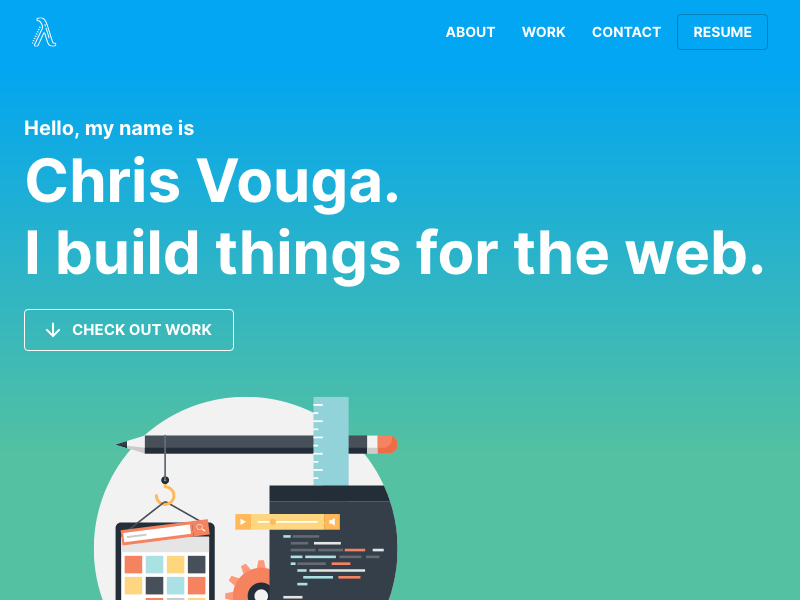 ABOUT WORK CONTACT RESUME
Hello, my name is
Chris Vouga.
I build things for the web.
CHECK OUT WORK